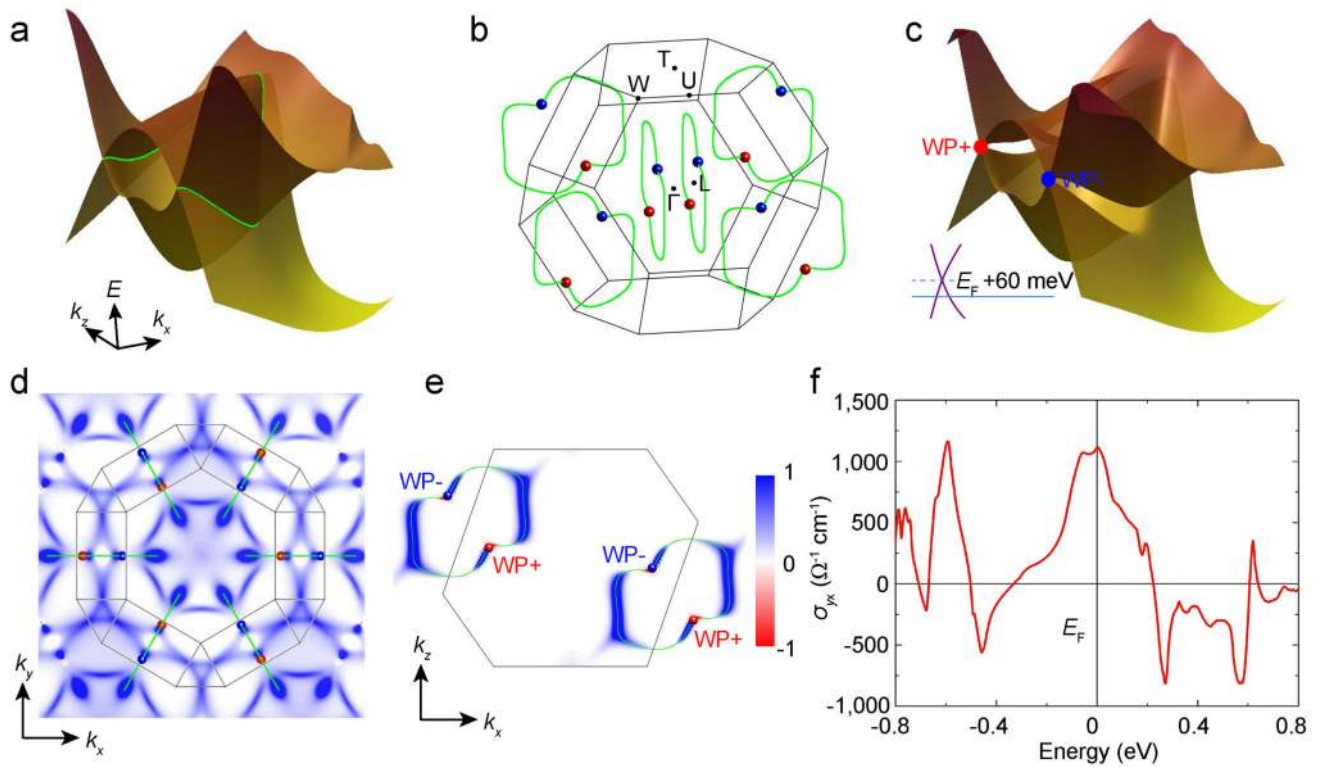 a
E
k_z
k_x
b
T
W
U
Γ
L
c
WP+
WP-
E_F +60 meV
d
k_y
k_x
e
WP-
WP+
WP-
WP+
k_z
k_x
1
0
-1
f
σ_yx (Ω⁻¹ cm⁻¹)
1,500
1,000
500
0
-500
-1,000
E_F
-0.8 -0.4 0 0.4 0.8
Energy (eV)